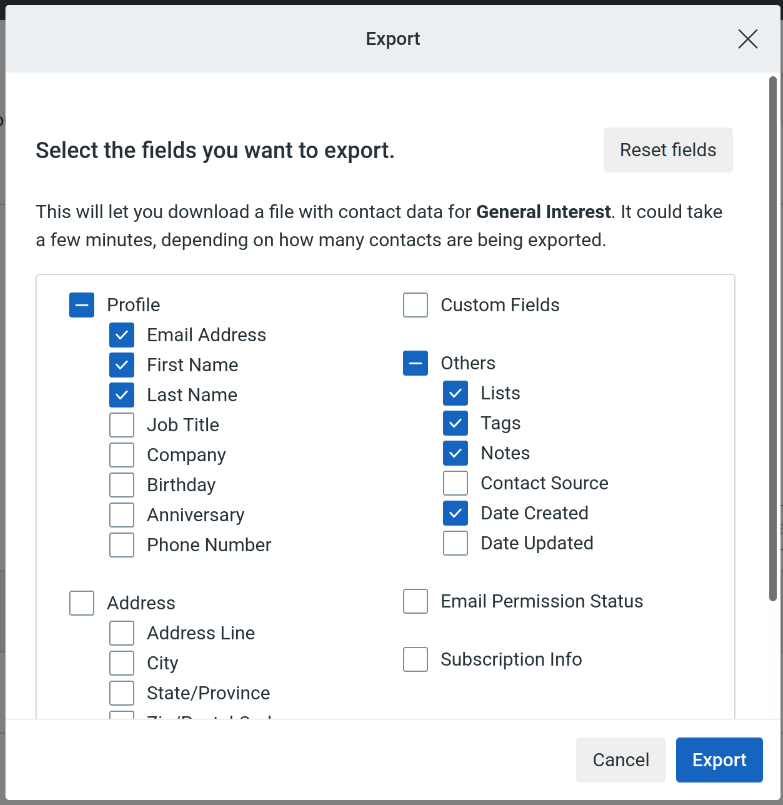 Export
Select the fields you want to export.
Reset fields
This will let you download a file with contact data for General Interest. It could take
a few minutes, depending on how many contacts are being exported.
Profile
Email Address
First Name
Last Name
Job Title
Company
Birthday
Anniversary
Phone Number
Address
Address Line
City
State/Province
Custom Fields
Others
Lists
Tags
Notes
Contact Source
Date Created
Date Updated
Email Permission Status
Subscription Info
Cancel
Export